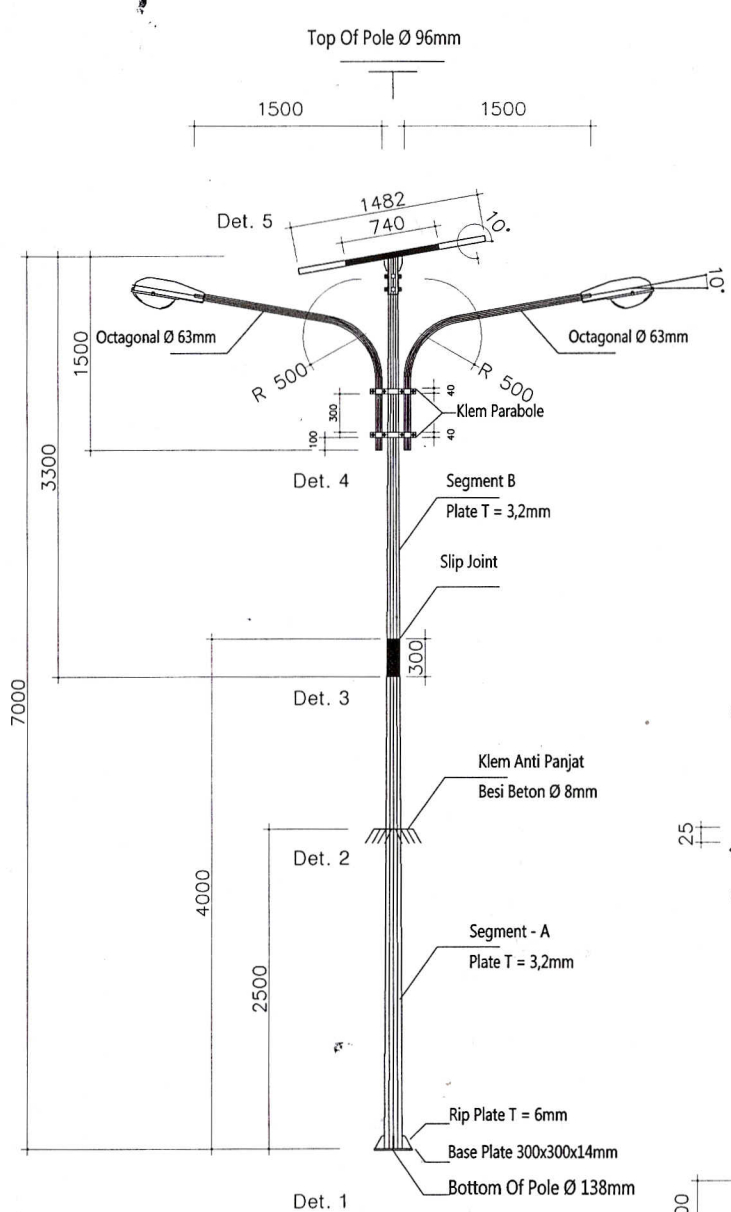 Top Of Pole Ø 96mm
1500
1500
Det. 5
1482
740
10°
10°
Octagonal Ø 63mm
Octagonal Ø 63mm
1500
R 500
R 500
300
40
Klem Parabole
100
40
3300
Det. 4
Segment B
Plate T = 3,2mm
Slip Joint
300
7000
Det. 3
Klem Anti Panjat
Besi Beton Ø 8mm
25
Det. 2
4000
Segment - A
Plate T = 3,2mm
2500
Rip Plate T = 6mm
Base Plate 300x300x14mm
Bottom Of Pole Ø 138mm
Det. 1